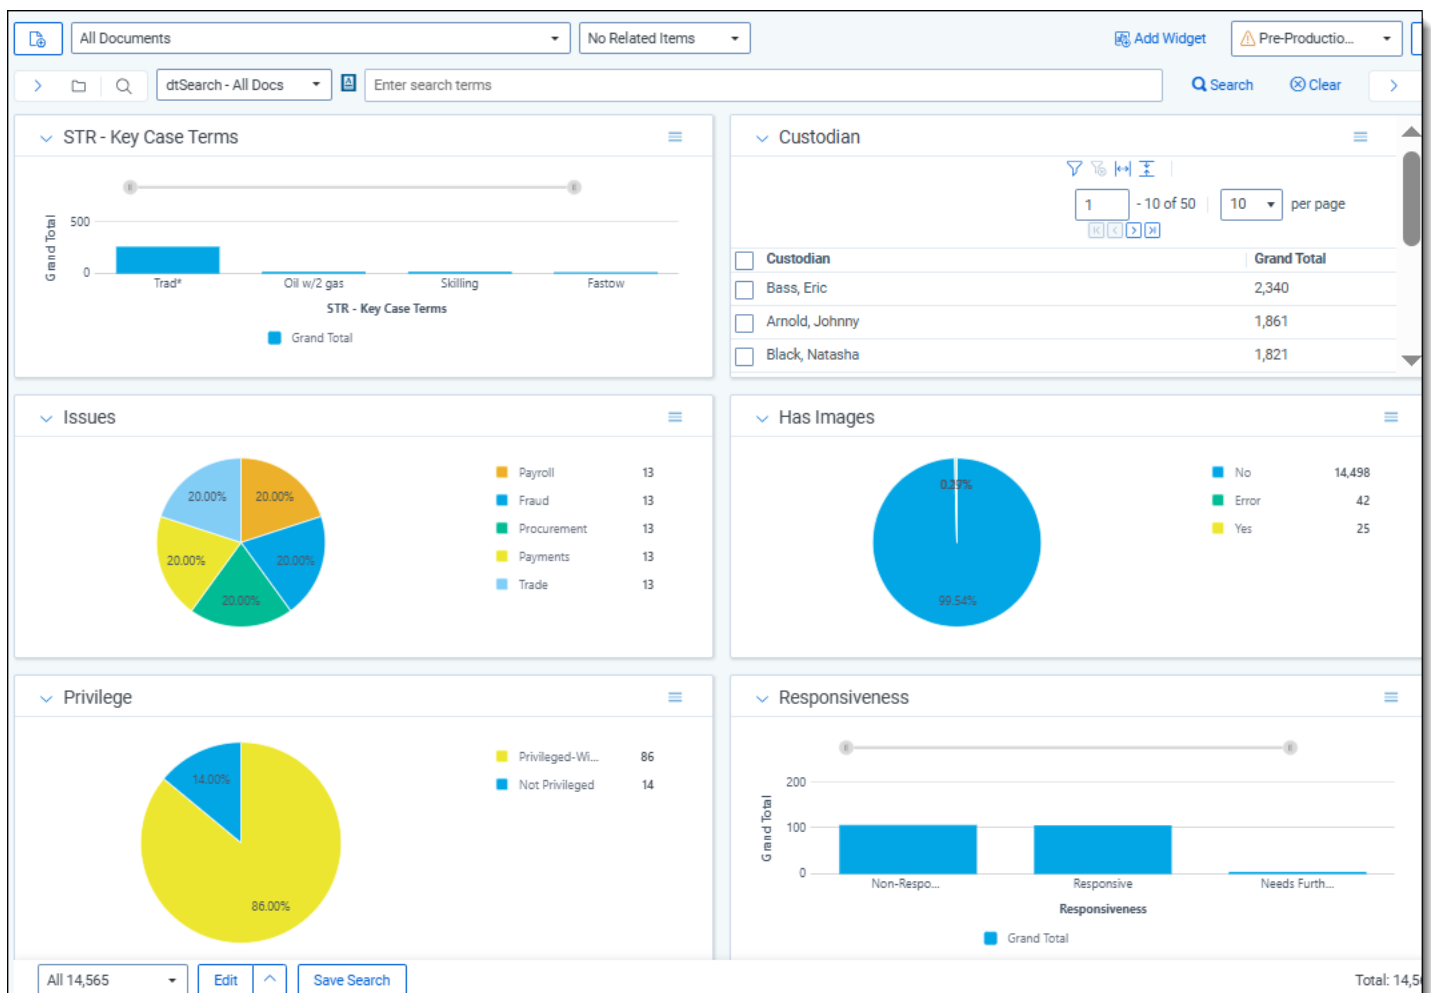 All Documents
No Related Items
Add Widget
Pre-Productio...
dtSearch - All Docs
Enter search terms
Search
Clear
STR - Key Case Terms
Grand Total
500
0
Trad*
Oil w/2 gas
Skilling
Fastow
STR - Key Case Terms
Grand Total
Custodian
1 - 10 of 50
10 per page
Custodian Grand Total
Bass, Eric 2,340
Arnold, Johnny 1,861
Black, Natasha 1,821
Issues
20.00% 20.00%
20.00% 20.00%
20.00%
Payroll 13
Fraud 13
Procurement 13
Payments 13
Trade 13
Has Images
0.29%
99.54%
No 14,498
Error 42
Yes 25
Privilege
14.00%
86.00%
Privileged-Wi... 86
Not Privileged 14
Responsiveness
Grand Total
200
100
0
Non-Respo...
Responsive
Needs Furth...
Responsiveness
Grand Total
All 14,565
Edit
Save Search
Total: 14,5